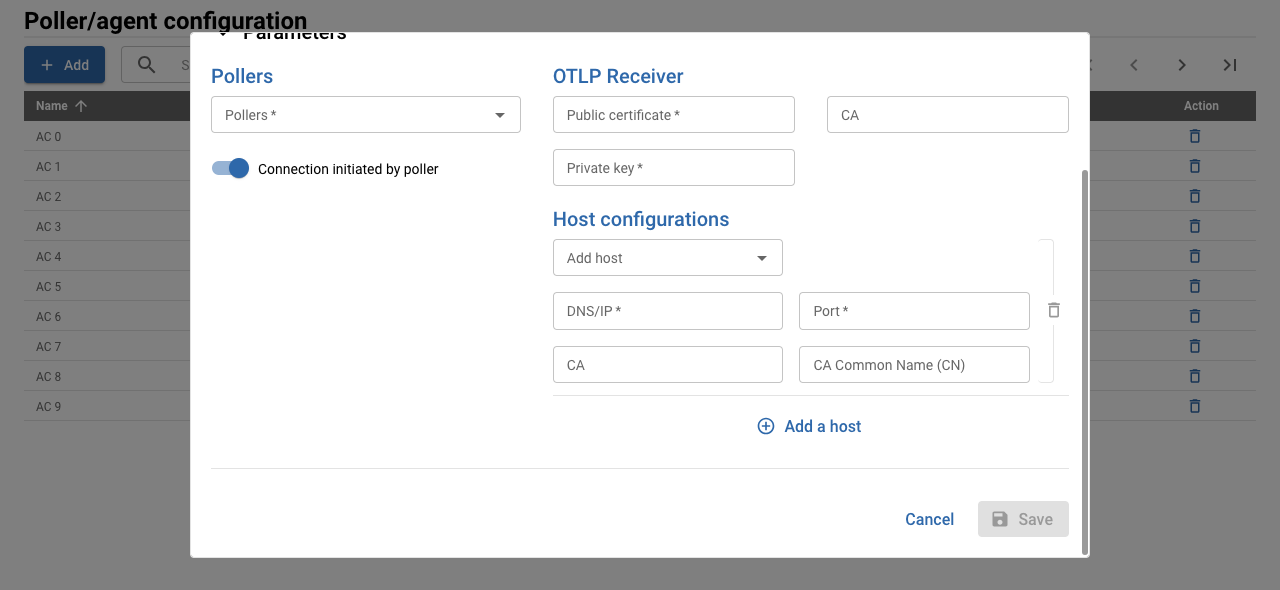 Poller/agent configuration
Parameters
Add
S
Name
Action
AC 0
AC 1
AC 2
AC 3
AC 4
AC 5
AC 6
AC 7
AC 8
AC 9
Pollers
Pollers *
Connection initiated by poller
OTLP Receiver
Public certificate *
CA
Private key *
Host configurations
Add host
DNS/IP *
Port *
CA
CA Common Name (CN)
Add a host
Cancel
Save